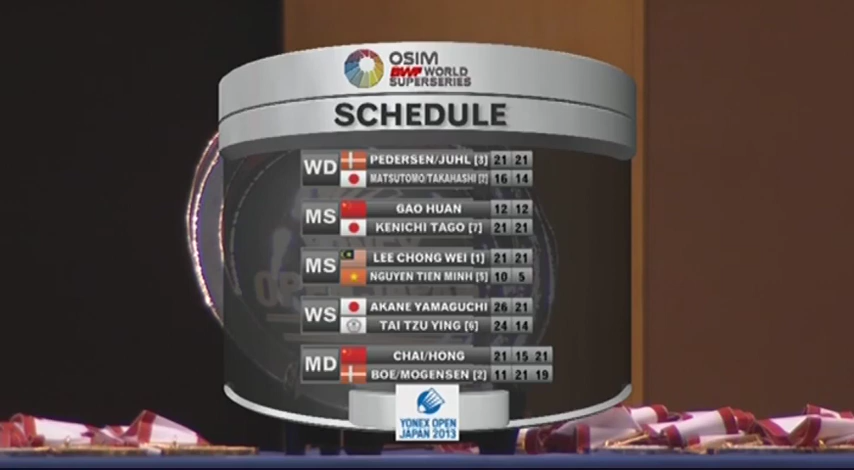 OSIM
BWF WORLD
SUPERSERIES
SCHEDULE
WD PEDERSEN/JUHL [3] 21 21
MATSUTOMO/TAKAHASHI [2] 16 14
MS GAO HUAN 12 12
KENICHI TAGO [7] 21 21
MS LEE CHONG WEI [1] 21 21
NGUYEN TIEN MINH [5] 10 5
WS AKANE YAMAGUCHI 26 21
TAI TZU YING [6] 24 14
MD CHAI/HONG 21 15 21
BOE/MOGENSEN [2] 11 21 19
YONEX OPEN
JAPAN 2013